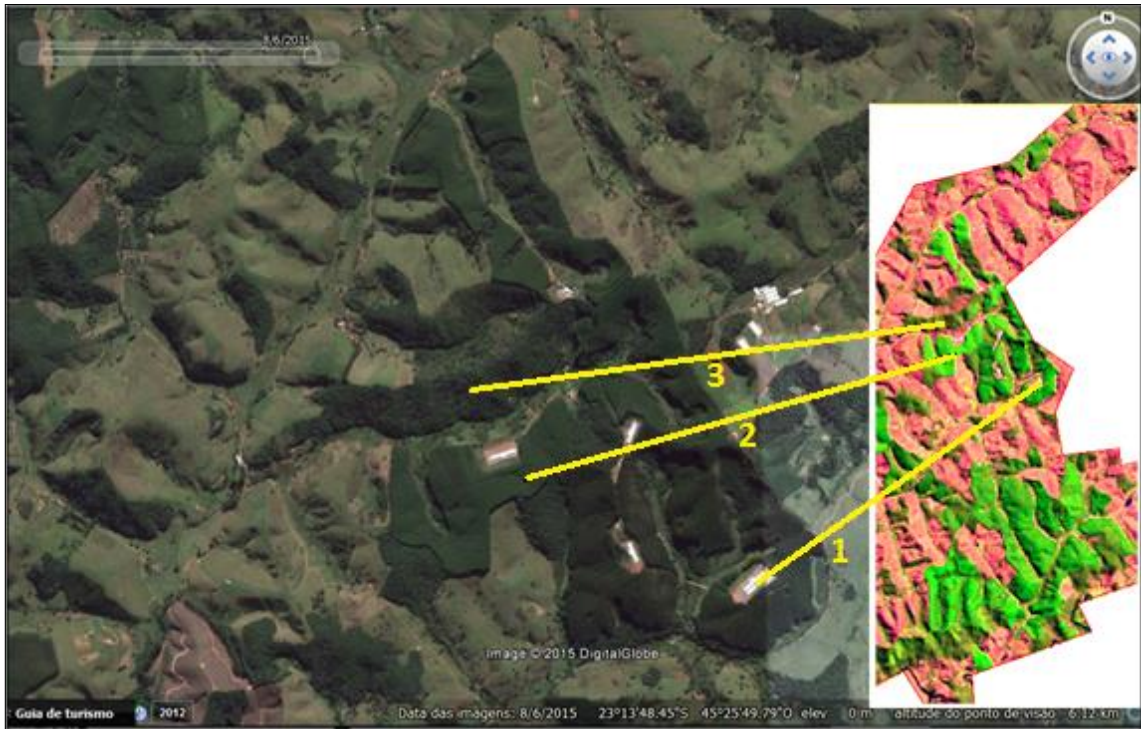 8/6/2015
N
3
2
1
Image © 2015 DigitalGlobe
Guia de turismo 2012 Data das imagens: 8/6/2015 23°13'48.45"S 45°25'49.79"O elev 0 m altitude do ponto de visão 6.12 km